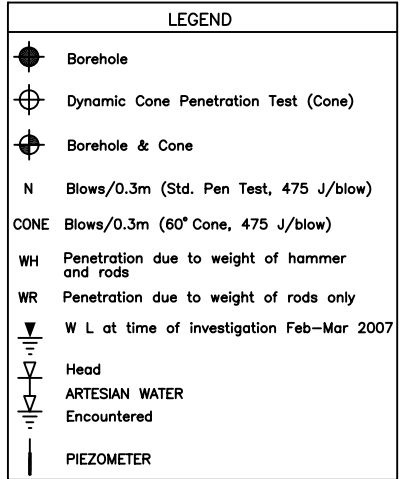 LEGEND
Borehole
Dynamic Cone Penetration Test (Cone)
Borehole & Cone
N Blows/0.3m (Std. Pen Test, 475 J/blow)
CONE Blows/0.3m (60° Cone, 475 J/blow)
WH Penetration due to weight of hammer
and rods
WR Penetration due to weight of rods only
W L at time of investigation Feb–Mar 2007
Head
ARTESIAN WATER
Encountered
PIEZOMETER